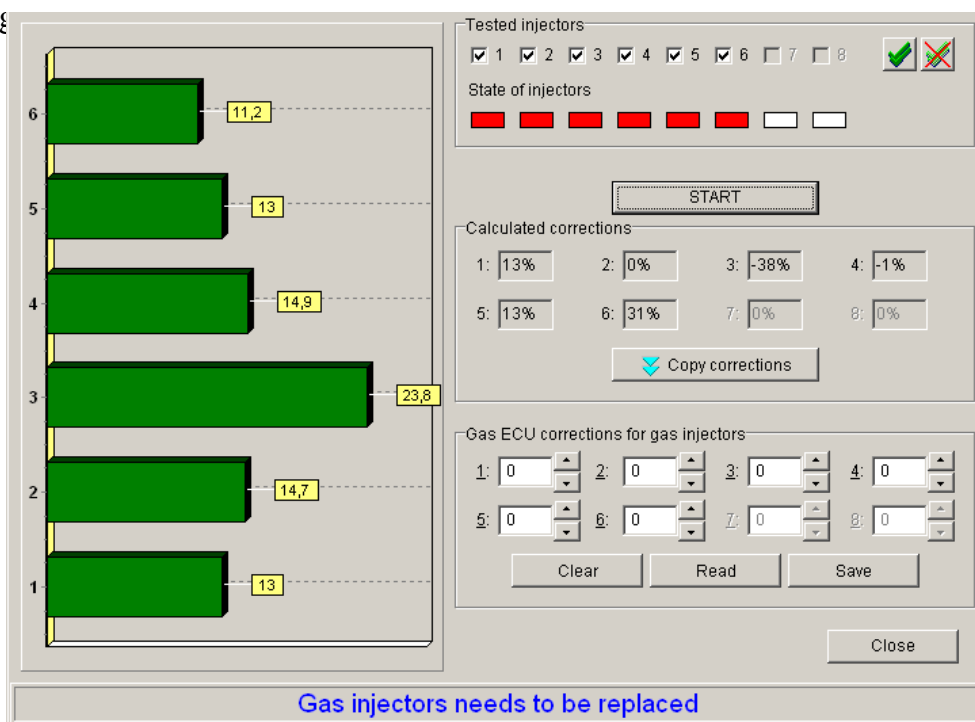 g
Tested injectors
1 2 3 4 5 6 7 8
State of injectors
START
Calculated corrections
1: 13% 2: 0% 3: -38% 4: -1%
5: 13% 6: 31% 7: 0% 8: 0%
Copy corrections
Gas ECU corrections for gas injectors
1: 0 2: 0 3: 0 4: 0
5: 0 6: 0 7: 0 8: 0
Clear Read Save
Close
6 11,2
5 13
4 14,9
3 23,8
2 14,7
1 13
Gas injectors needs to be replaced